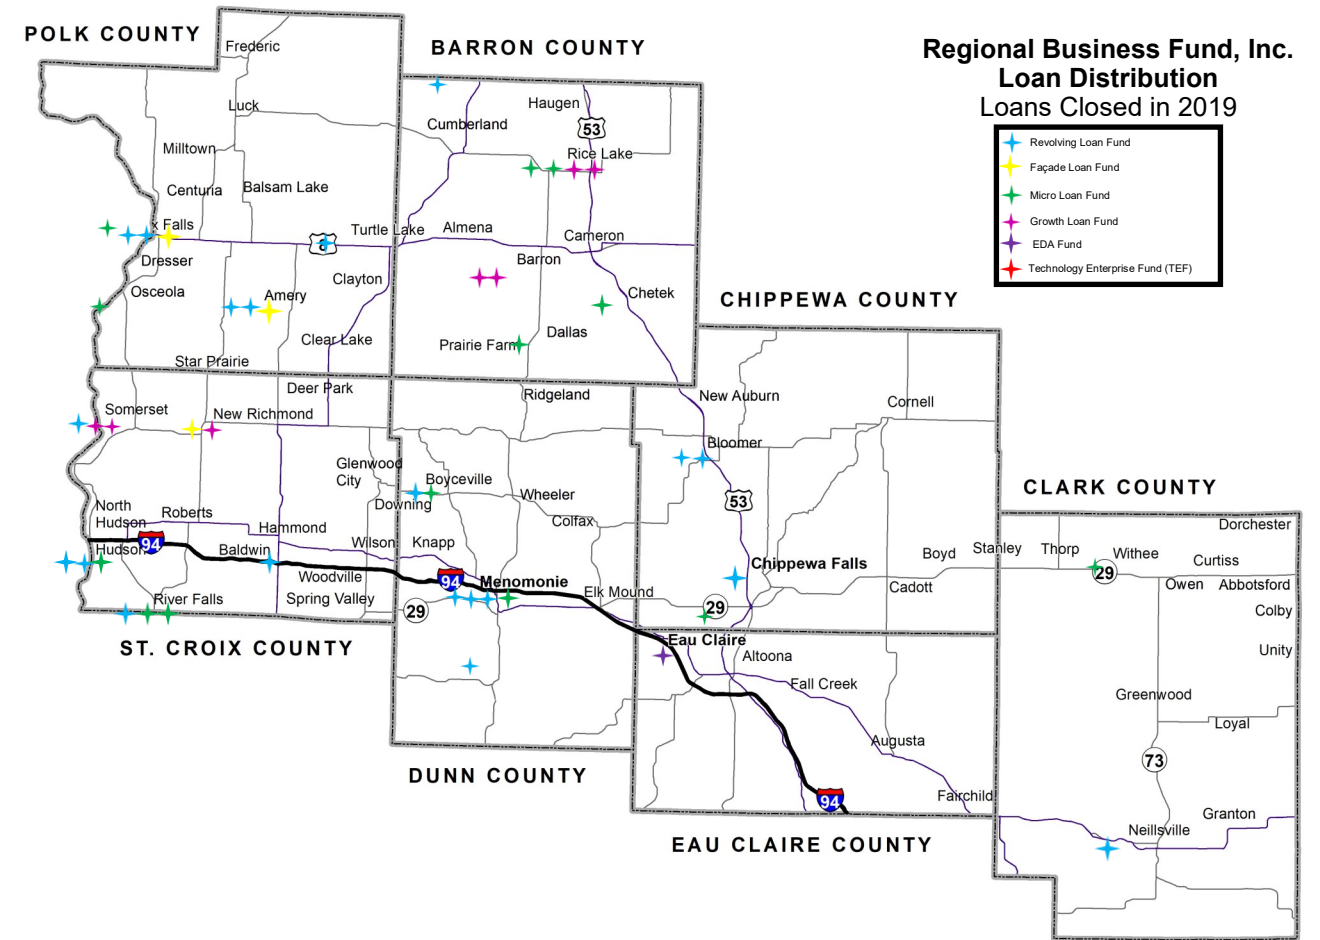 POLK COUNTY
BARRON COUNTY
Regional Business Fund, Inc.
Loan Distribution
Loans Closed in 2019
Revolving Loan Fund
Façade Loan Fund
Micro Loan Fund
Growth Loan Fund
EDA Fund
Technology Enterprise Fund (TEF)
Frederic
Luck
Milltown
Centuria
Balsam Lake
x Falls
Dresser
Osceola
Amery
Turtle Lake
Clayton
Clear Lake
Star Prairie
Haugen
Cumberland
53
Rice Lake
Almena
Cameron
Barron
Chetek
Dallas
Prairie Farm
CHIPPEWA COUNTY
Deer Park
Somerset
New Richmond
Glenwood
City
North
Hudson
Roberts
Hammond
Hudson
94
Baldwin
Wilson
Woodville
River Falls
Spring Valley
ST. CROIX COUNTY
Ridgeland
Boyceville
Downing
Wheeler
Colfax
Knapp
94
Menomonie
Elk Mound
29
DUNN COUNTY
New Auburn
Cornell
Bloomer
53
Chippewa Falls
Boyd
Stanley
Cadott
29
Eau Claire
Altoona
Fall Creek
Augusta
Fairchild
94
EAU CLAIRE COUNTY
CLARK COUNTY
Dorchester
Thorp
Withee
Curtiss
29
Owen
Abbotsford
Colby
Unity
Greenwood
Loyal
73
Granton
Neillsville